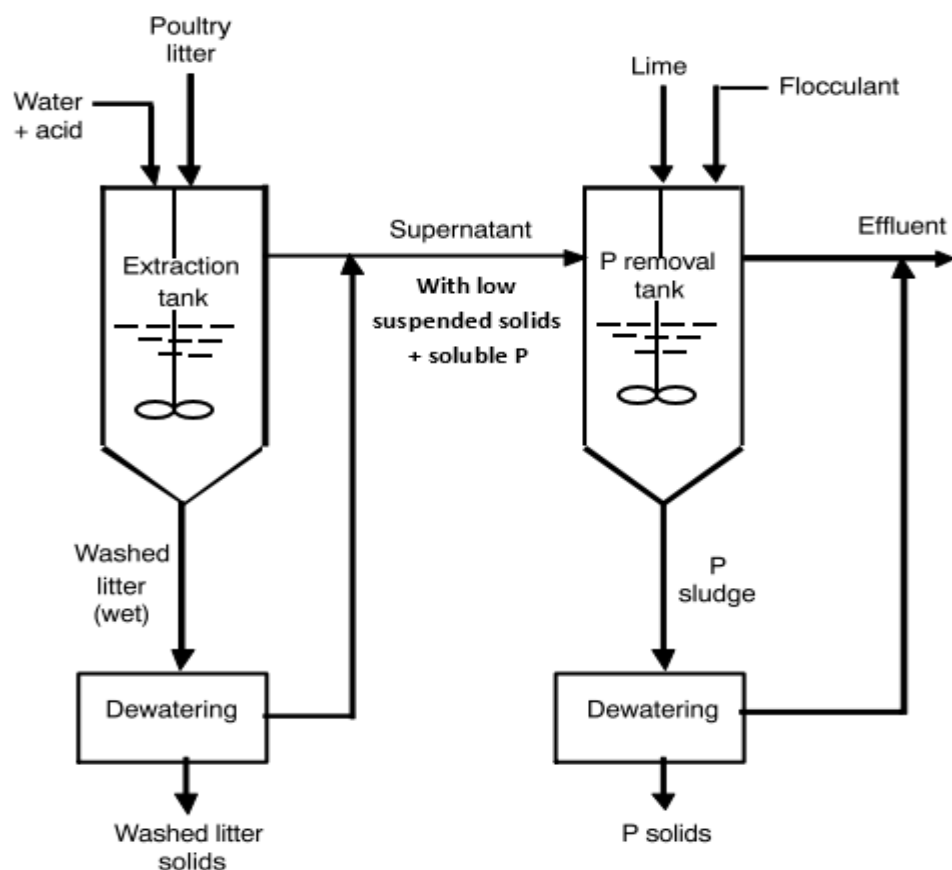 Poultry
litter
Water
+ acid
Lime
Flocculant
Extraction
tank
Supernatant
With low
suspended solids
+ soluble P
P removal
tank
Effluent
Washed
litter
(wet)
P
sludge
Dewatering
Dewatering
Washed litter
solids
P solids